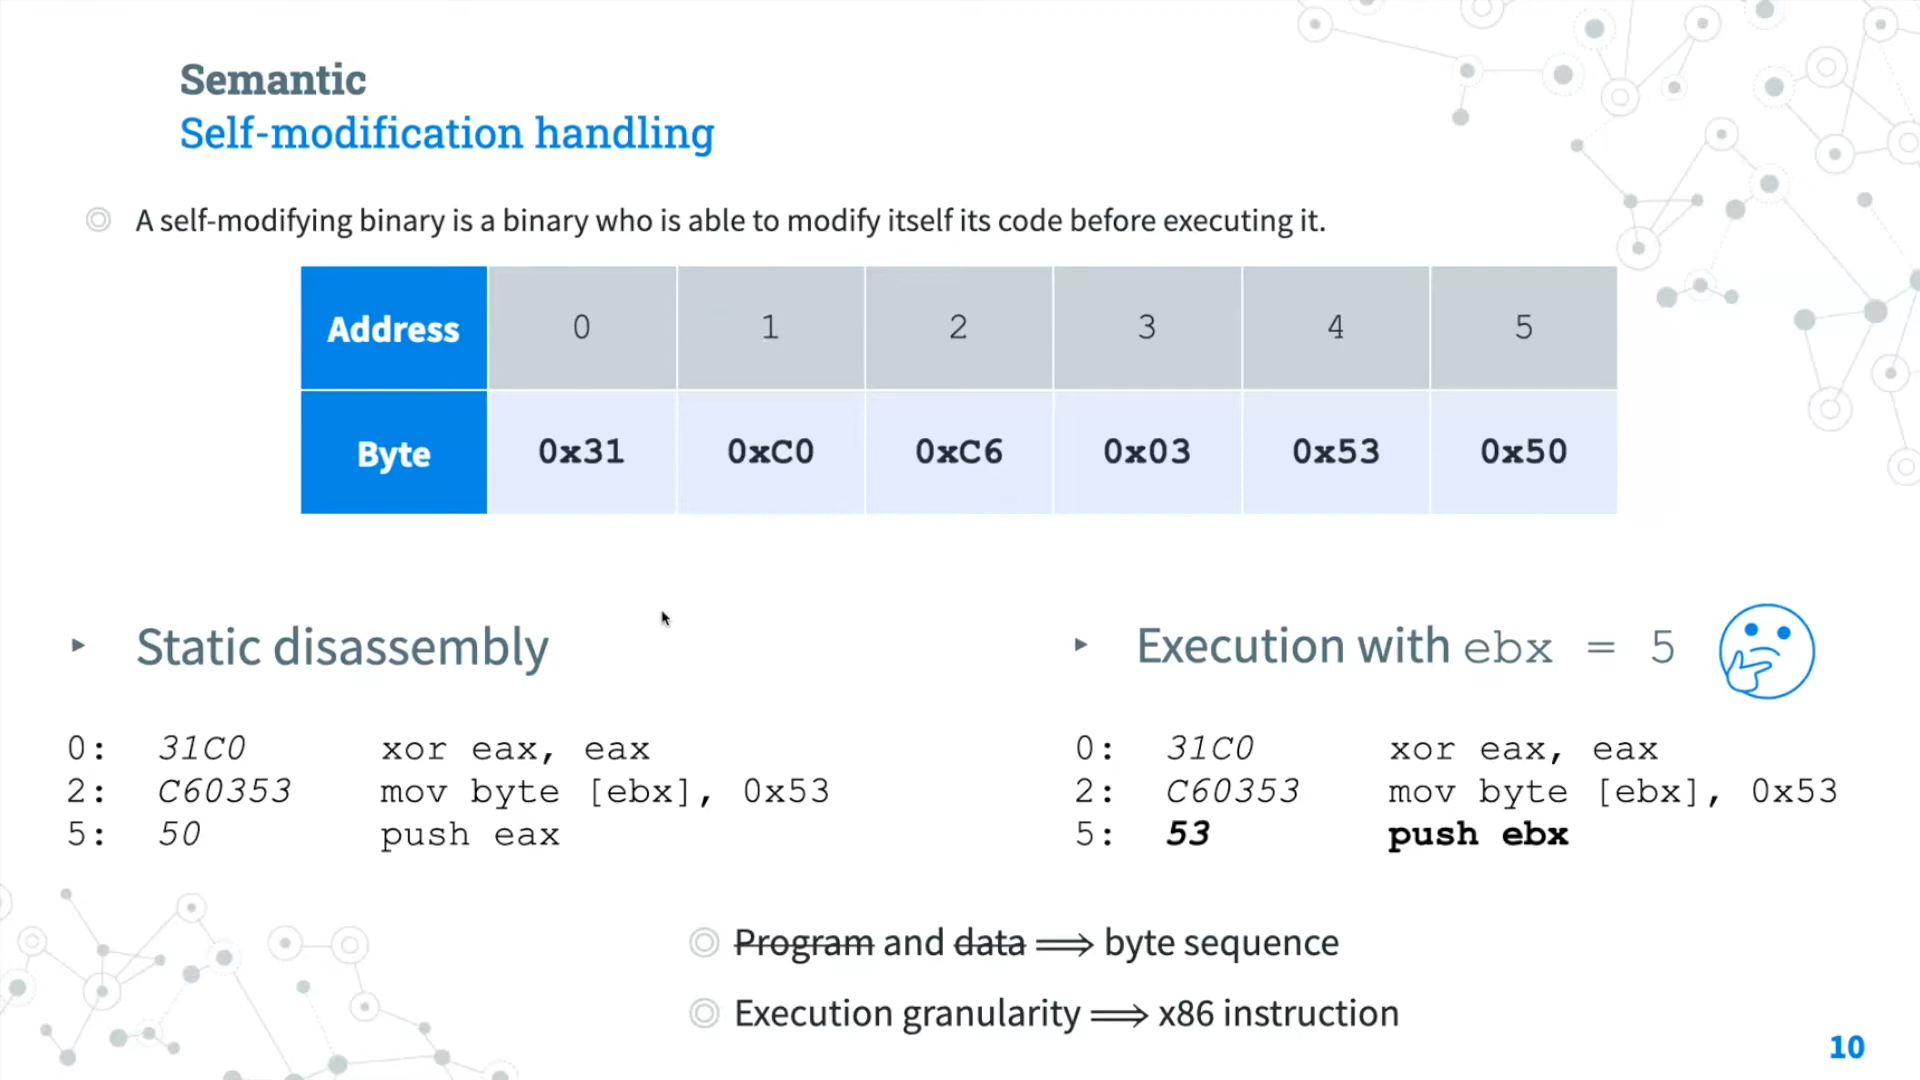 Semantic
Self-modification handling
A self-modifying binary is a binary who is able to modify itself its code before executing it.
Address 0 1 2 3 4 5
Byte 0x31 0xC0 0xC6 0x03 0x53 0x50
Static disassembly
0: 31C0 xor eax, eax
2: C60353 mov byte [ebx], 0x53
5: 50 push eax
Execution with ebx = 5
0: 31C0 xor eax, eax
2: C60353 mov byte [ebx], 0x53
5: 53 push ebx
Program and data ⟹ byte sequence
Execution granularity ⟹ x86 instruction
10